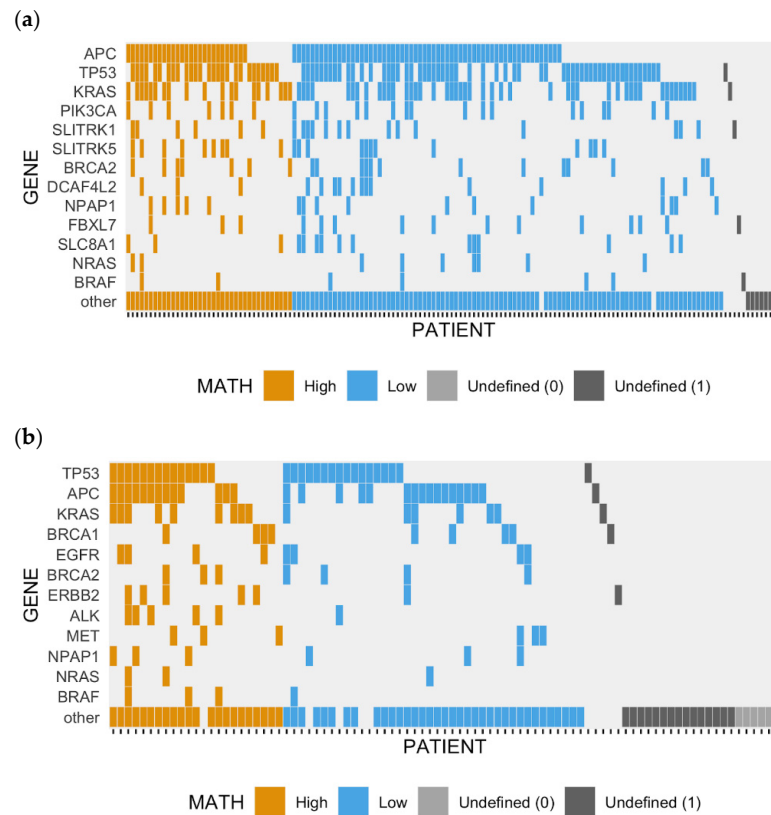 (a)
APC
TP53
KRAS
PIK3CA
SLITRK1
SLITRK5
BRCA2
DCAF4L2
NPAP1
FBXL7
SLC8A1
NRAS
BRAF
other
GENE
PATIENT
MATH High Low Undefined (0) Undefined (1)
(b)
TP53
APC
KRAS
BRCA1
EGFR
BRCA2
ERBB2
ALK
MET
NPAP1
NRAS
BRAF
other
GENE
PATIENT
MATH High Low Undefined (0) Undefined (1)